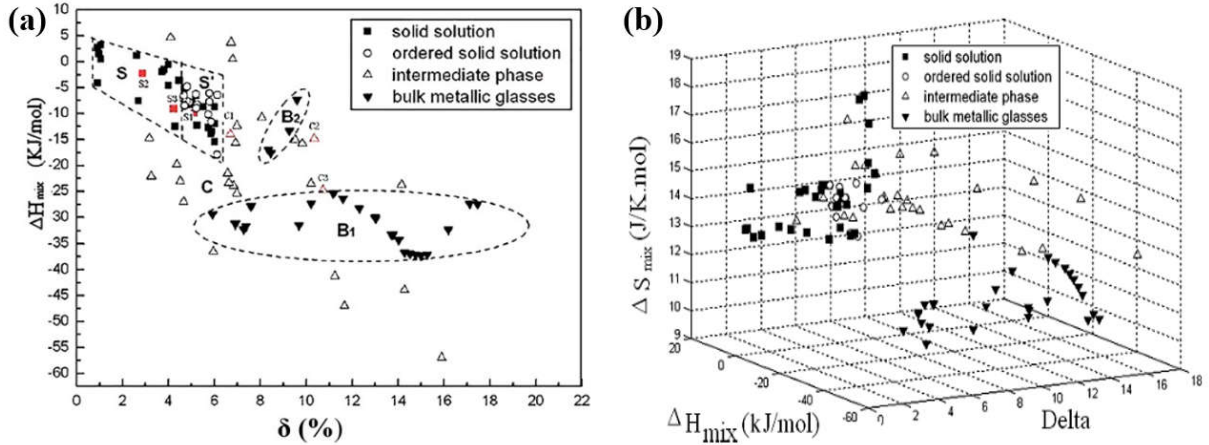 (a)
10
5
0
-5
-10
-15
-20
-25
-30
-35
-40
-45
-50
-55
-60
ΔHmix (KJ/mol)
solid solution
ordered solid solution
intermediate phase
bulk metallic glasses
S
S'
S2
S3
S1
C1
C2
C3
C
B2
B1
0 2 4 6 8 10 12 14 16 18 20 22
δ (%)
(b)
19
18
17
16
15
14
13
12
11
10
9
Δ S mix (J/K.mol)
solid solution
ordered solid solution
intermediate phase
bulk metallic glasses
20
0
-20
-40
-60
ΔHmix (kJ/mol)
0 2 4 6 8 10 12 14 16 18
Delta